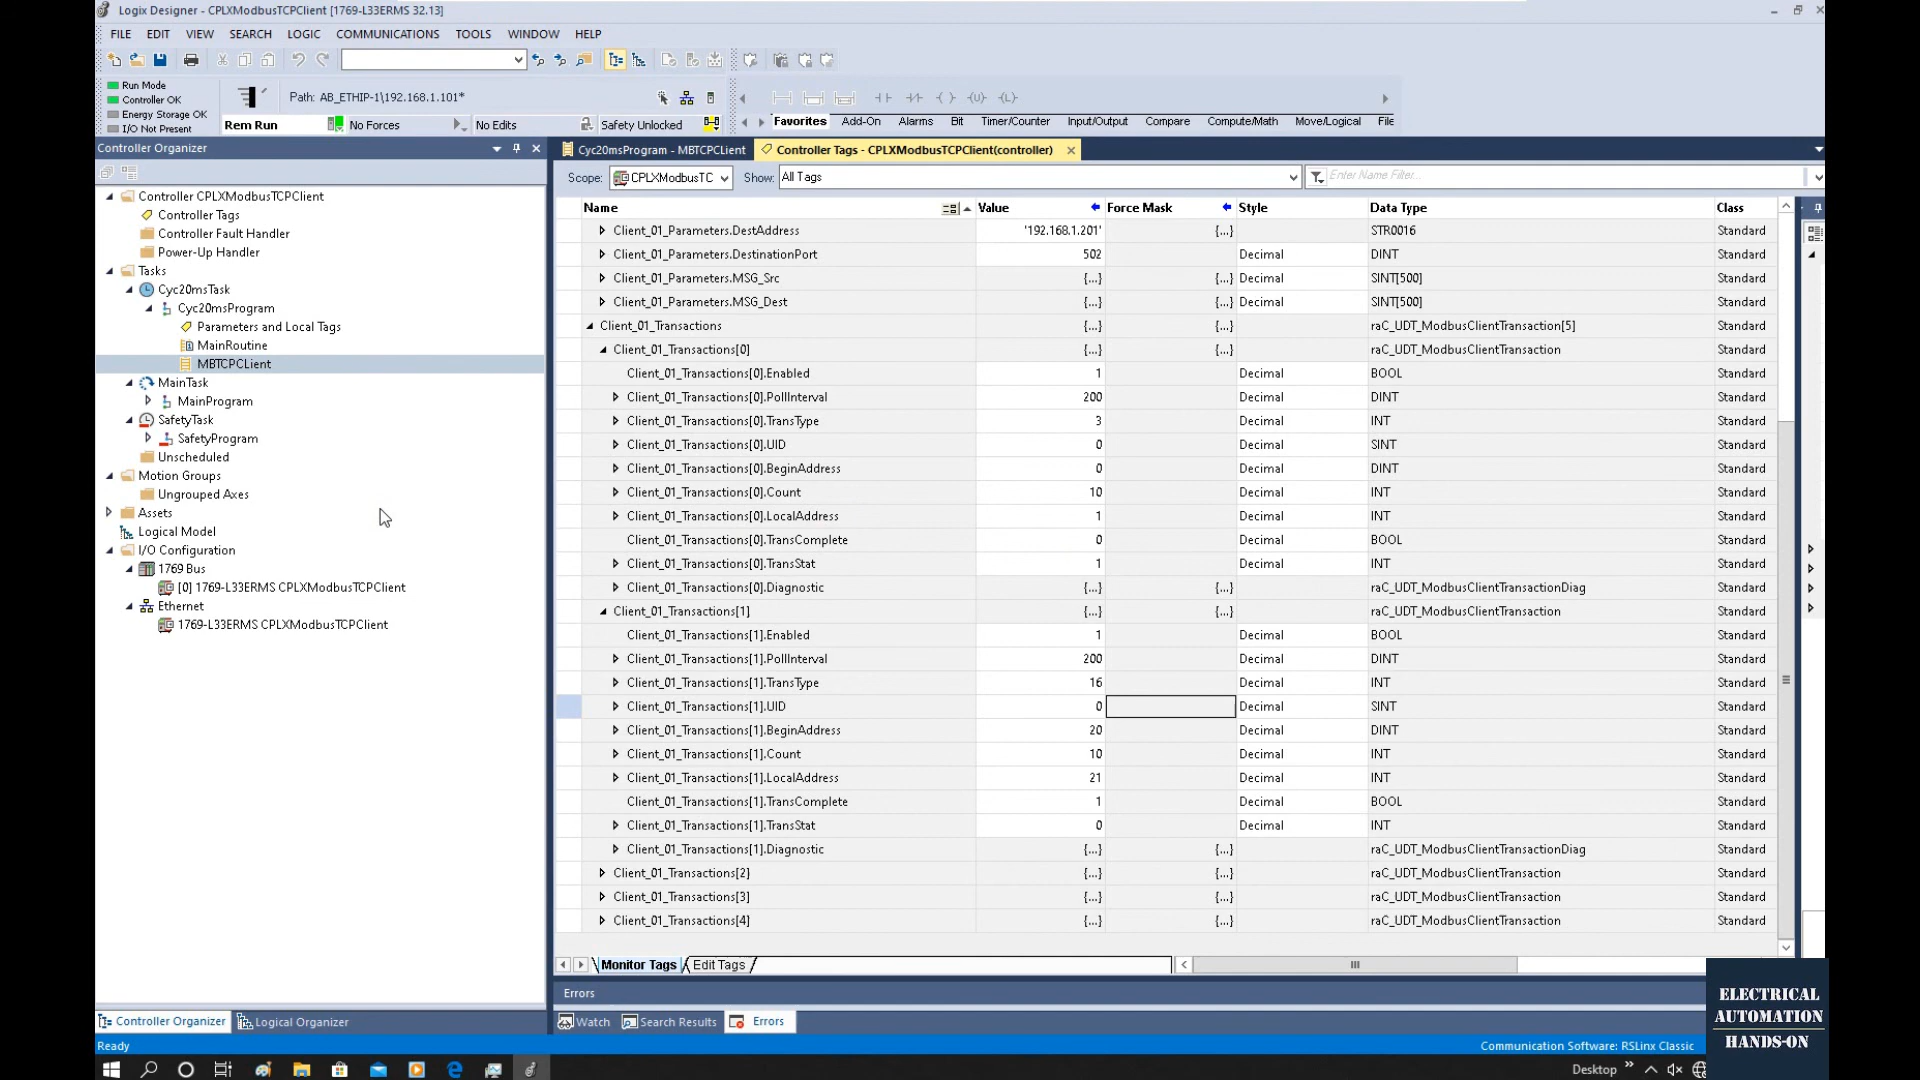 Logix Designer - CPLXModbusTCPClient [1769-L33ERMS 32.13]
FILE EDIT VIEW SEARCH LOGIC COMMUNICATIONS TOOLS WINDOW HELP
Run Mode
Controller OK
Energy Storage OK
I/O Not Present
Path: AB_ETHIP-1\192.168.1.101*
Rem Run No Forces No Edits Safety Unlocked
Favorites Add-On Alarms Bit Timer/Counter Input/Output Compare Compute/Math Move/Logical File
Controller Organizer
Controller CPLXModbusTCPClient
Controller Tags
Controller Fault Handler
Power-Up Handler
Tasks
Cyc20msTask
Cyc20msProgram
Parameters and Local Tags
MainRoutine
MBTCPCLient
MainTask
MainProgram
SafetyTask
SafetyProgram
Unscheduled
Motion Groups
Ungrouped Axes
Assets
Logical Model
I/O Configuration
1769 Bus
[0] 1769-L33ERMS CPLXModbusTCPClient
Ethernet
1769-L33ERMS CPLXModbusTCPClient
Controller Organizer Logical Organizer
Cyc20msProgram - MBTCPCLient Controller Tags - CPLXModbusTCPClient(controller)
Scope: CPLXModbusTC Show: All Tags Enter Name Filter...
Name Value Force Mask Style Data Type Class
Client_01_Parameters.DestAddress '192.168.1.201' {...} STR0016 Standard
Client_01_Parameters.DestinationPort 502 Decimal DINT Standard
Client_01_Parameters.MSG_Src {...} {...} Decimal SINT[500] Standard
Client_01_Parameters.MSG_Dest {...} {...} Decimal SINT[500] Standard
Client_01_Transactions {...} {...} raC_UDT_ModbusClientTransaction[5] Standard
Client_01_Transactions[0] {...} {...} raC_UDT_ModbusClientTransaction Standard
Client_01_Transactions[0].Enabled 1 Decimal BOOL Standard
Client_01_Transactions[0].PollInterval 200 Decimal DINT Standard
Client_01_Transactions[0].TransType 3 Decimal INT Standard
Client_01_Transactions[0].UID 0 Decimal SINT Standard
Client_01_Transactions[0].BeginAddress 0 Decimal DINT Standard
Client_01_Transactions[0].Count 10 Decimal INT Standard
Client_01_Transactions[0].LocalAddress 1 Decimal INT Standard
Client_01_Transactions[0].TransComplete 0 Decimal BOOL Standard
Client_01_Transactions[0].TransStat 1 Decimal INT Standard
Client_01_Transactions[0].Diagnostic {...} {...} raC_UDT_ModbusClientTransactionDiag Standard
Client_01_Transactions[1] {...} {...} raC_UDT_ModbusClientTransaction Standard
Client_01_Transactions[1].Enabled 1 Decimal BOOL Standard
Client_01_Transactions[1].PollInterval 200 Decimal DINT Standard
Client_01_Transactions[1].TransType 16 Decimal INT Standard
Client_01_Transactions[1].UID 0 Decimal SINT Standard
Client_01_Transactions[1].BeginAddress 20 Decimal DINT Standard
Client_01_Transactions[1].Count 10 Decimal INT Standard
Client_01_Transactions[1].LocalAddress 21 Decimal INT Standard
Client_01_Transactions[1].TransComplete 1 Decimal BOOL Standard
Client_01_Transactions[1].TransStat 0 Decimal INT Standard
Client_01_Transactions[1].Diagnostic {...} {...} raC_UDT_ModbusClientTransactionDiag Standard
Client_01_Transactions[2] {...} {...} raC_UDT_ModbusClientTransaction Standard
Client_01_Transactions[3] {...} {...} raC_UDT_ModbusClientTransaction Standard
Client_01_Transactions[4] {...} {...} raC_UDT_ModbusClientTransaction Standard
Monitor Tags Edit Tags
Errors
Watch Search Results Errors
Ready Communication Software: RSLinx Classic
Desktop
ELECTRICAL
AUTOMATION
HANDS-ON